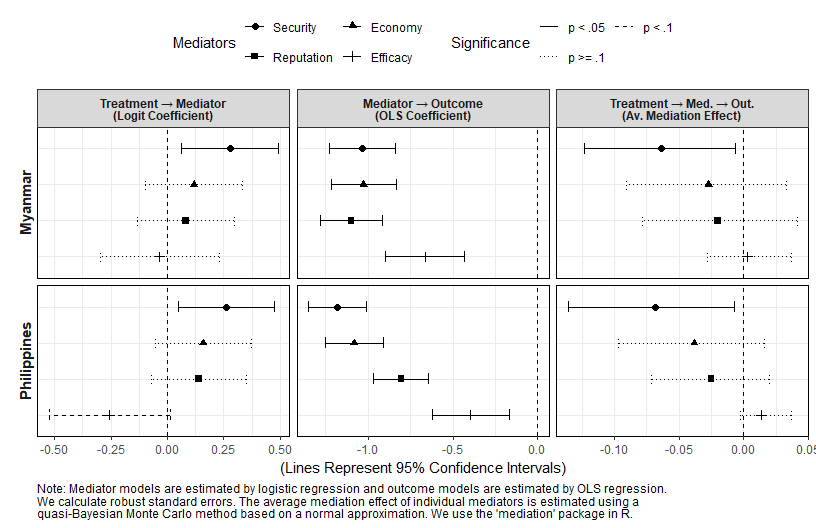 Mediators
Security
Economy
Reputation
Efficacy
Significance
p < .05
p < .1
p >= .1
Treatment → Mediator
(Logit Coefficient)
Mediator → Outcome
(OLS Coefficient)
Treatment → Med. → Out.
(Av. Mediation Effect)
Myanmar
Philippines
-0.50 -0.25 0.00 0.25 0.50
-1.0 -0.5 0.0
-0.10 -0.05 0.00 0.05
(Lines Represent 95% Confidence Intervals)
Note: Mediator models are estimated by logistic regression and outcome models are estimated by OLS regression.
We calculate robust standard errors. The average mediation effect of individual mediators is estimated using a
quasi-Bayesian Monte Carlo method based on a normal approximation. We use the 'mediation' package in R.